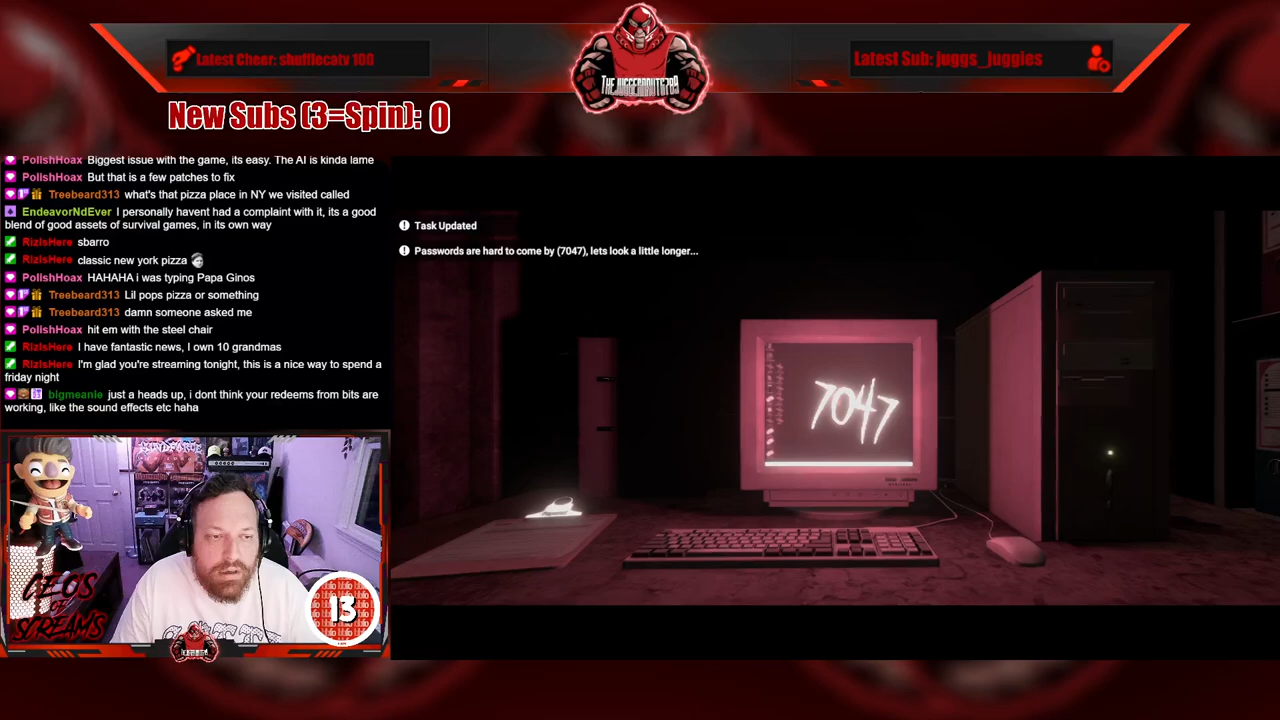 Latest Cheer: shufflecatv 100
THEJUGGERNAUT6789
Latest Sub: juggs_juggies
New Subs (3=Spin): 0
PolishHoax Biggest issue with the game, its easy. The AI is kinda lame
PolishHoax But that is a few patches to fix
Treebeard313 what's that pizza place in NY we visited called
EndeavorNdEver I personally havent had a complaint with it, its a good
blend of good assets of survival games, in its own way
RizIsHere sbarro
RizIsHere classic new york pizza
PolishHoax HAHAHA i was typing Papa Ginos
Treebeard313 Lil pops pizza or something
Treebeard313 damn someone asked me
PolishHoax hit em with the steel chair
RizIsHere I have fantastic news, I own 10 grandmas
RizIsHere I'm glad you're streaming tonight, this is a nice way to spend a
friday night
bigmeanie just a heads up, i dont think your redeems from bits are
working, like the sound effects etc haha
Task Updated
Passwords are hard to come by (7047), lets look a little longer...
7047
CEO'S
OF
SCREAMS
13